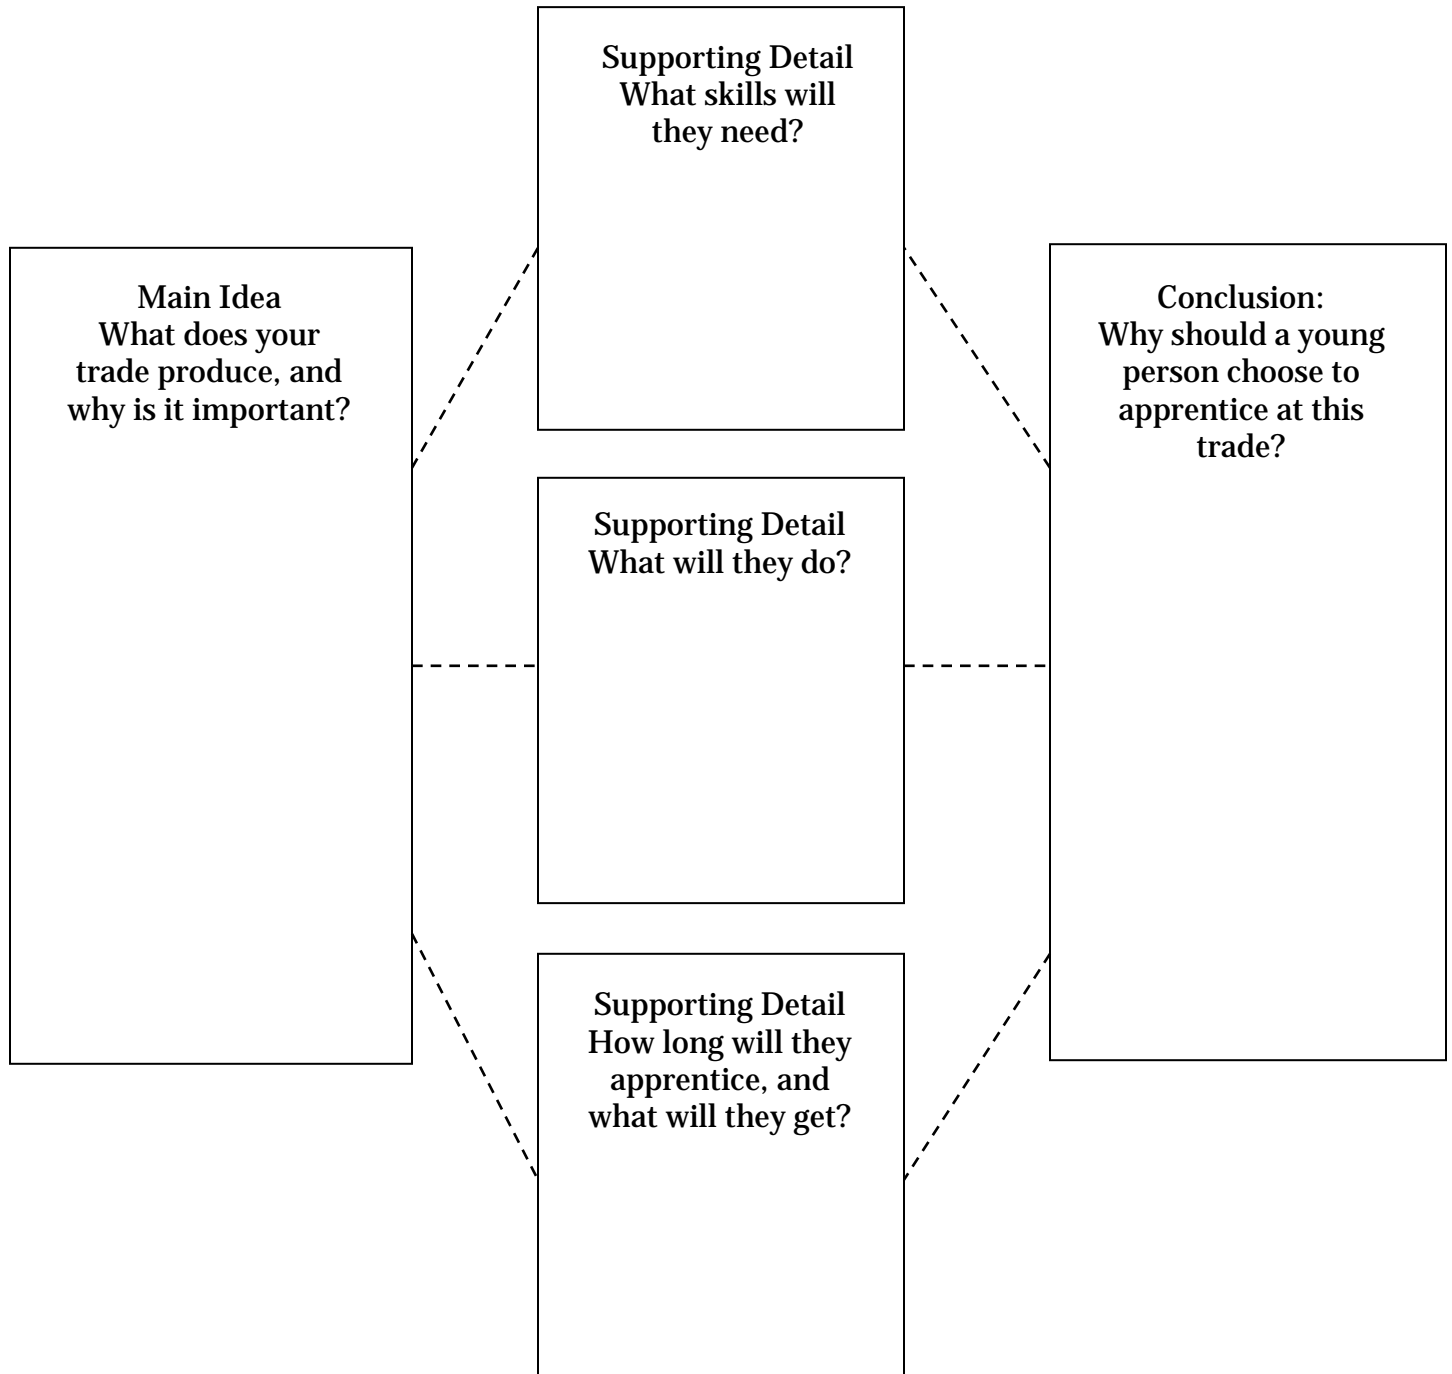 Main Idea
What does your
trade produce, and
why is it important?
Supporting Detail
What skills will
they need?
Supporting Detail
What will they do?
Supporting Detail
How long will they
apprentice, and
what will they get?
Conclusion:
Why should a young
person choose to
apprentice at this
trade?